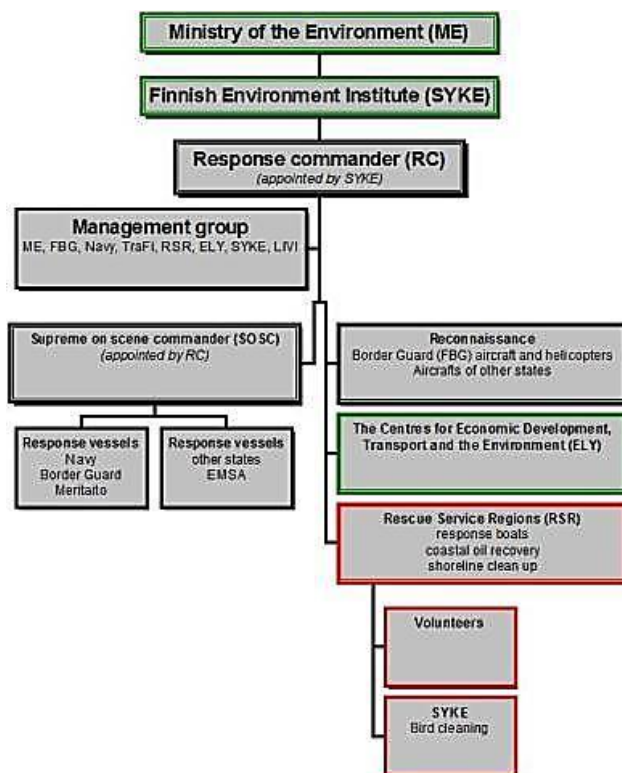 Ministry of the Environment (ME)
Finnish Environment Institute (SYKE)
Response commander (RC)
(appointed by SYKE)
Management group
ME, FBG, Navy, TraFi, RSR, ELY, SYKE, LIVI
Supreme on scene commander (SOSC)
(appointed by RC)
Response vessels
Navy
Border Guard
Meritaito
Response vessels
other states
EMSA
Reconnaissance
Border Guard (FBG) aircraft and helicopters
Aircrafts of other states
The Centres for Economic Development,
Transport and the Environment (ELY)
Rescue Service Regions (RSR)
response boats
coastal oil recovery
shoreline clean up
Volunteers
SYKE
Bird cleaning